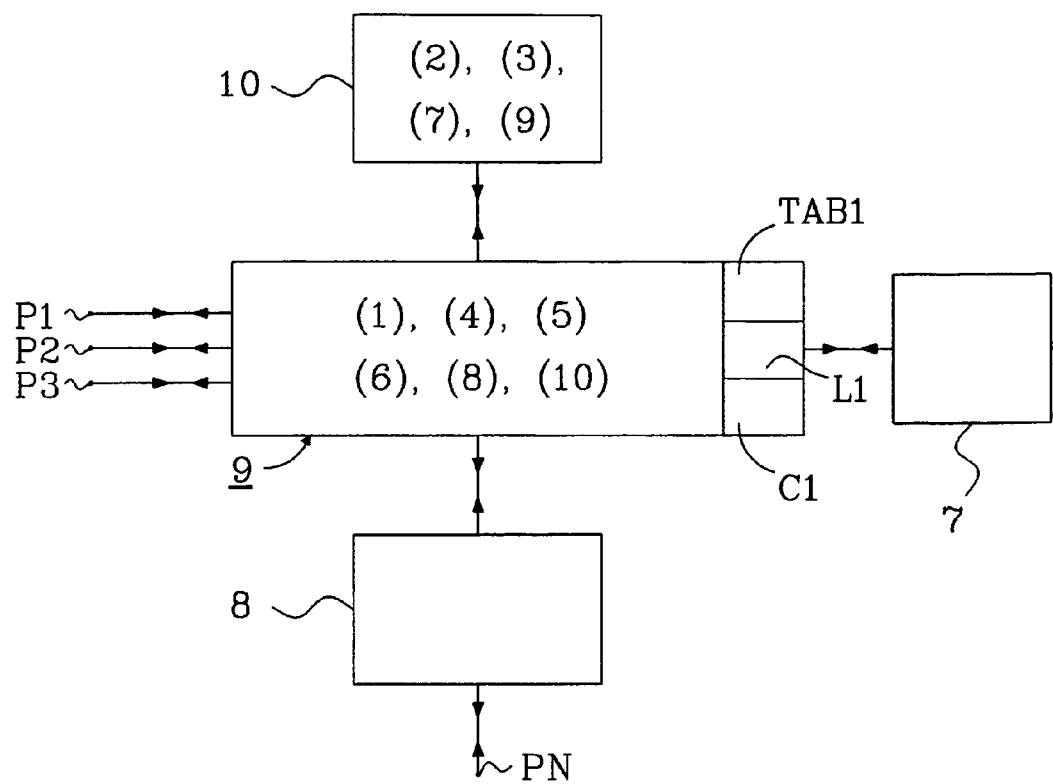 (2), (3),
10
(7), (9)
TAB1
P1
(1), (4), (5)
P2
P3
(6), (8), (10)
L1
9
C1
7
8
PN